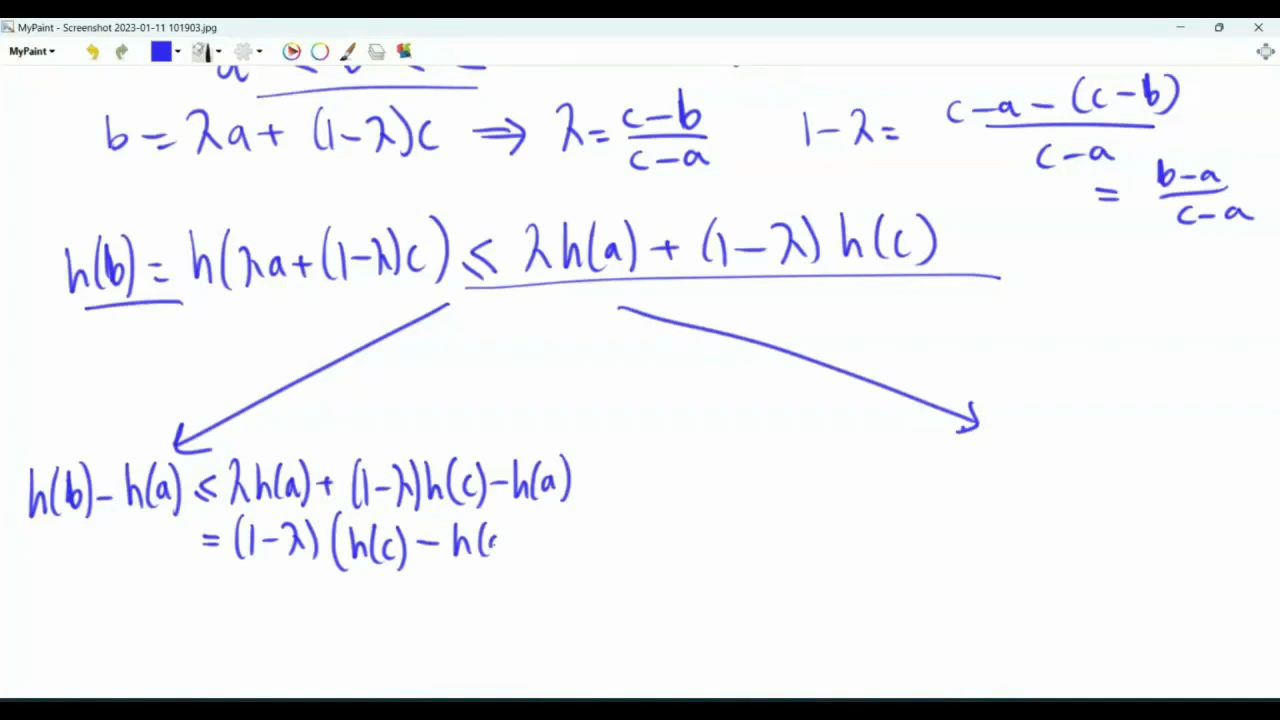 MyPaint - Screenshot 2023-01-11 101903.jpg
MyPaint
b = λa + (1-λ)c ⇒ λ = (c-b)/(c-a) 1-λ = (c-a-(c-b))/(c-a)
= (b-a)/(c-a)
h(b) = h(λa+(1-λ)c) ≤ λh(a) + (1-λ) h(c)
h(b) - h(a) ≤ λh(a) + (1-λ)h(c) - h(a)
= (1-λ) (h(c) - h(